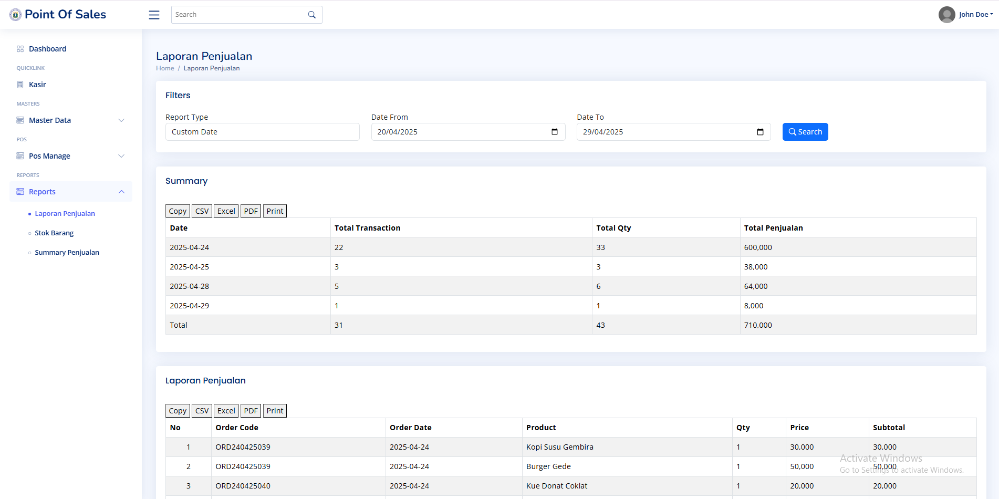 Point Of Sales
Search
John Doe
Dashboard
QUICKLINK
Kasir
MASTERS
Master Data
POS
Pos Manage
REPORTS
Reports
Laporan Penjualan
Stok Barang
Summary Penjualan
Laporan Penjualan
Home / Laporan Penjualan
Filters
Report Type Date From Date To
Custom Date 20/04/2025 29/04/2025 Search
Summary
Copy CSV Excel PDF Print
Date Total Transaction Total Qty Total Penjualan
2025-04-24 22 33 600,000
2025-04-25 3 3 38,000
2025-04-28 5 6 64,000
2025-04-29 1 1 8,000
Total 31 43 710,000
Laporan Penjualan
Copy CSV Excel PDF Print
No Order Code Order Date Product Qty Price Subtotal
1 ORD240425039 2025-04-24 Kopi Susu Gembira 1 30,000 30,000
2 ORD240425039 2025-04-24 Burger Gede 1 50,000 50,000
3 ORD240425040 2025-04-24 Kue Donat Coklat 1 20,000 20,000
Activate Windows
Go to Settings to activate Windows.